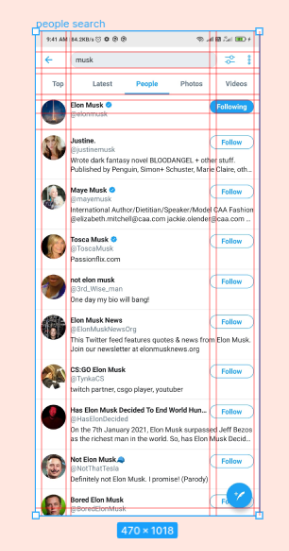 people search
9:41 AM
musk
Top Latest People Photos Videos
Elon Musk
@elonmusk
Following
Justine.
@justinemusk
Follow
Wrote dark fantasy novel BLOODANGEL + other stuff.
Published by Penguin, Simon+ Schuster, Marie Claire, oth...
Maye Musk
@mayemusk
Follow
International Author/Dietitian/Speaker/Model CAA Fashion
@elizabeth.mitchell@caa.com jackie.olender@caa.com ...
Tosca Musk
@ToscaMusk
Follow
Passionflix.com
not elon musk
@3rd_Wise_man
Follow
One day my bio will bang!
Elon Musk News
@ElonMuskNewsOrg
Follow
This Twitter feed features quotes & news from Elon Musk.
Join our newsletter at elonmusknews.org
CS:GO Elon Musk
@TynkaCS
Follow
twitch partner, csgo player, youtuber
Has Elon Musk Decided To End World Hun...
@HasElonDecided
Follow
On the 7th January 2021, Elon Musk surpassed Jeff Bezos
as the richest man in the world. So, has Elon Musk Decid...
Not Elon Musk
@NotThatTesla
Follow
Definitely not Elon Musk. I promise! (Parody)
Bored Elon Musk
@BoredElonMusk
470 × 1018